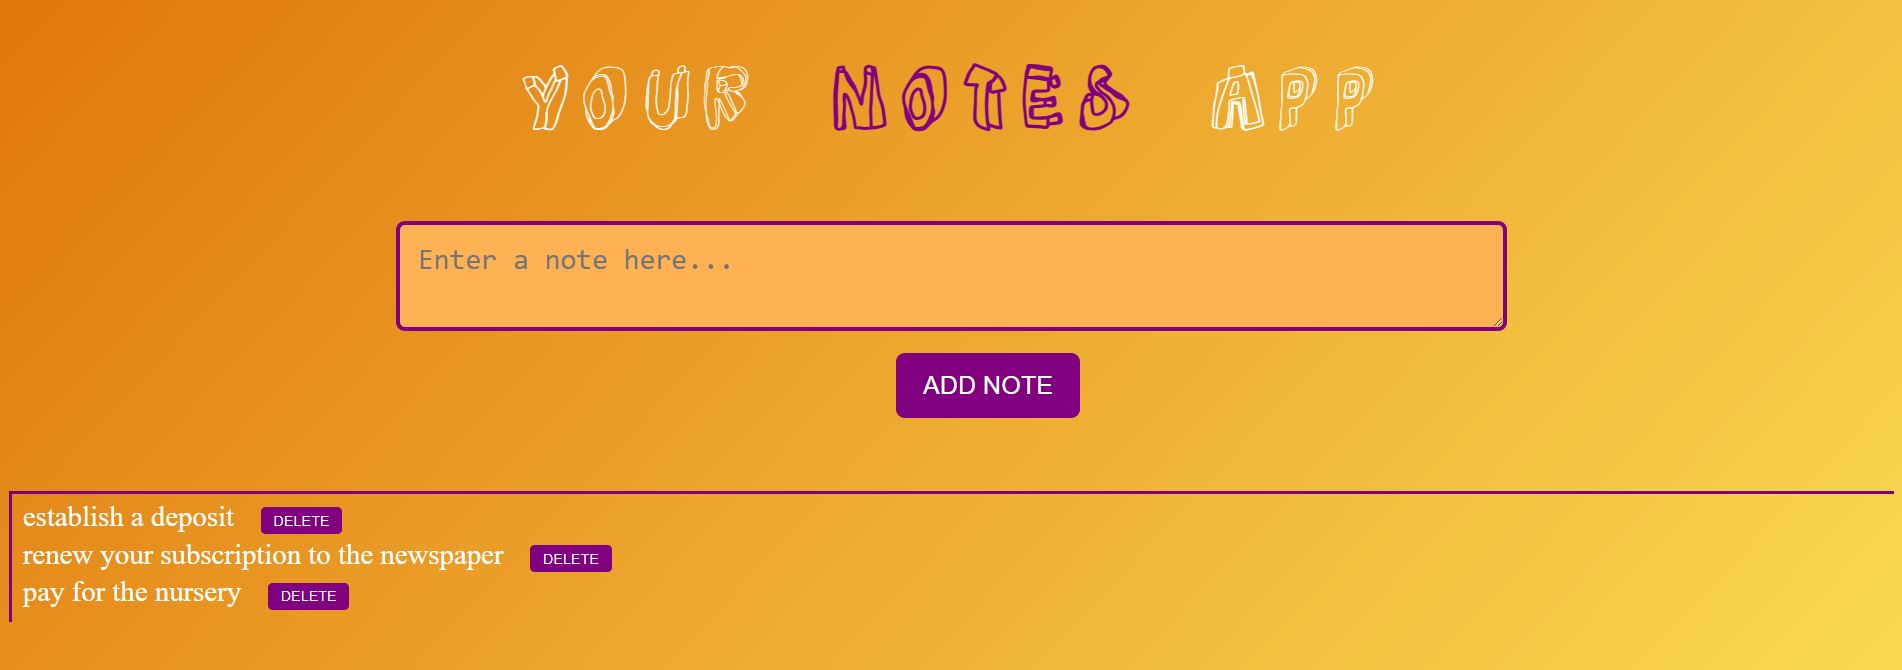 YOUR NOTES APP
Enter a note here...
ADD NOTE
establish a deposit DELETE
renew your subscription to the newspaper DELETE
pay for the nursery DELETE